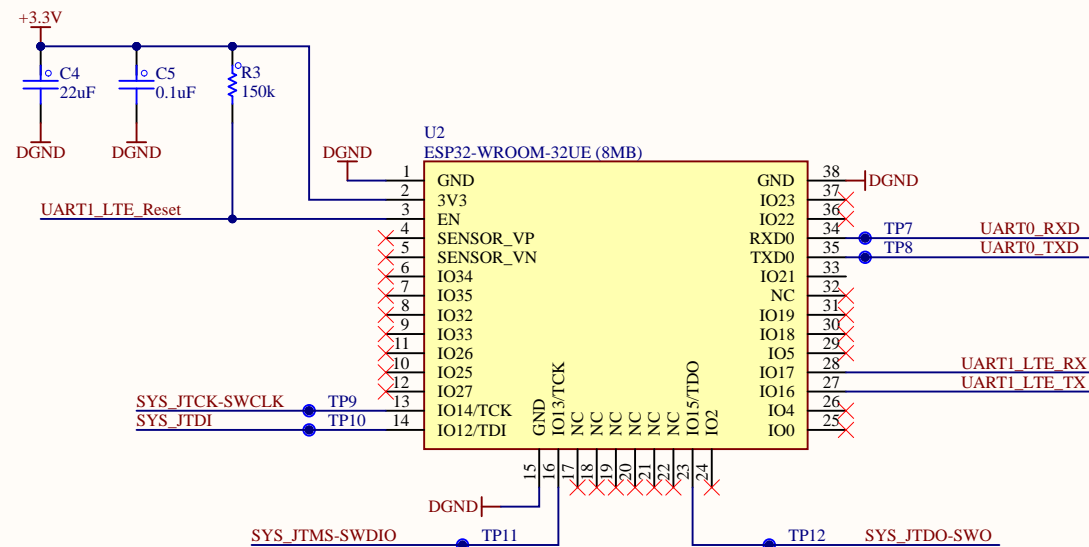 +3.3V
C4
22uF
C5
0.1uF
R3
150k
DGND
DGND
DGND
U2
ESP32-WROOM-32UE (8MB)
UART1_LTE_Reset
1 GND
2 3V3
3 EN
4 SENSOR_VP
5 SENSOR_VN
6 IO34
7 IO35
8 IO32
9 IO33
11 IO26
10 IO25
12 IO27
SYS_JTCK-SWCLK TP9 13 IO14/TCK
SYS_JTDI TP10 14 IO12/TDI
GND 38 DGND
IO23 37
IO22 36
RXD0 34 TP7 UART0_RXD
TXD0 35 TP8 UART0_TXD
IO21 33
NC 32
IO19 31
IO18 30
IO5 29
IO17 28 UART1_LTE_RX
IO16 27 UART1_LTE_TX
IO4 26
IO0 25
GND 15
IO13/TCK 16
NC 17
NC 18
NC 19
NC 20
NC 21
NC 22
IO15/TDO 23
IO2 24
DGND
SYS_JTMS-SWDIO TP11
TP12 SYS_JTDO-SWO